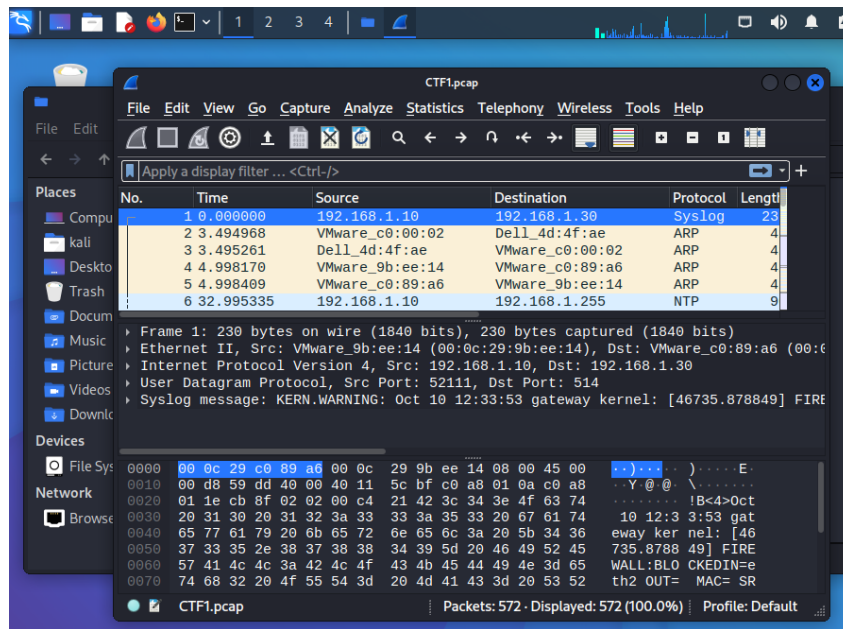 1 2 3 4
CTF1.pcap
File Edit View Go Capture Analyze Statistics Telephony Wireless Tools Help
File Edit
Apply a display filter … <Ctrl-/>
Places
Compu
kali
Deskto
Trash
Docum
Music
Picture
Videos
Downlo
Devices
File Sys
Network
Browse
No. Time Source Destination Protocol Lengt
1 0.000000 192.168.1.10 192.168.1.30 Syslog 23
2 3.494968 VMware_c0:00:02 Dell_4d:4f:ae ARP 4
3 3.495261 Dell_4d:4f:ae VMware_c0:00:02 ARP 4
4 4.998170 VMware_9b:ee:14 VMware_c0:89:a6 ARP 4
5 4.998409 VMware_c0:89:a6 VMware_9b:ee:14 ARP 4
6 32.995335 192.168.1.10 192.168.1.255 NTP 9
Frame 1: 230 bytes on wire (1840 bits), 230 bytes captured (1840 bits)
Ethernet II, Src: VMware_9b:ee:14 (00:0c:29:9b:ee:14), Dst: VMware_c0:89:a6 (00:0
Internet Protocol Version 4, Src: 192.168.1.10, Dst: 192.168.1.30
User Datagram Protocol, Src Port: 52111, Dst Port: 514
Syslog message: KERN.WARNING: Oct 10 12:33:53 gateway kernel: [46735.878849] FIRE
0000 00 0c 29 c0 89 a6 00 0c 29 9b ee 14 08 00 45 00 ··)····· )·····E·
0010 00 d8 59 dd 40 00 40 11 5c bf c0 a8 01 0a c0 a8 ··Y·@·@· \·······
0020 01 1e cb 8f 02 02 00 c4 21 42 3c 34 3e 4f 63 74 ········ !B<4>Oct
0030 20 31 30 20 31 32 3a 33 33 3a 35 33 20 67 61 74 10 12:3 3:53 gat
0040 65 77 61 79 20 6b 65 72 6e 65 6c 3a 20 5b 34 36 eway ker nel: [46
0050 37 33 35 2e 38 37 38 38 34 39 5d 20 46 49 52 45 735.8788 49] FIRE
0060 57 41 4c 4c 3a 42 4c 4f 43 4b 45 44 49 4e 3d 65 WALL:BLO CKEDIN=e
0070 74 68 32 20 4f 55 54 3d 20 4d 41 43 3d 20 53 52 th2 OUT= MAC= SR
CTF1.pcap Packets: 572 · Displayed: 572 (100.0%) Profile: Default